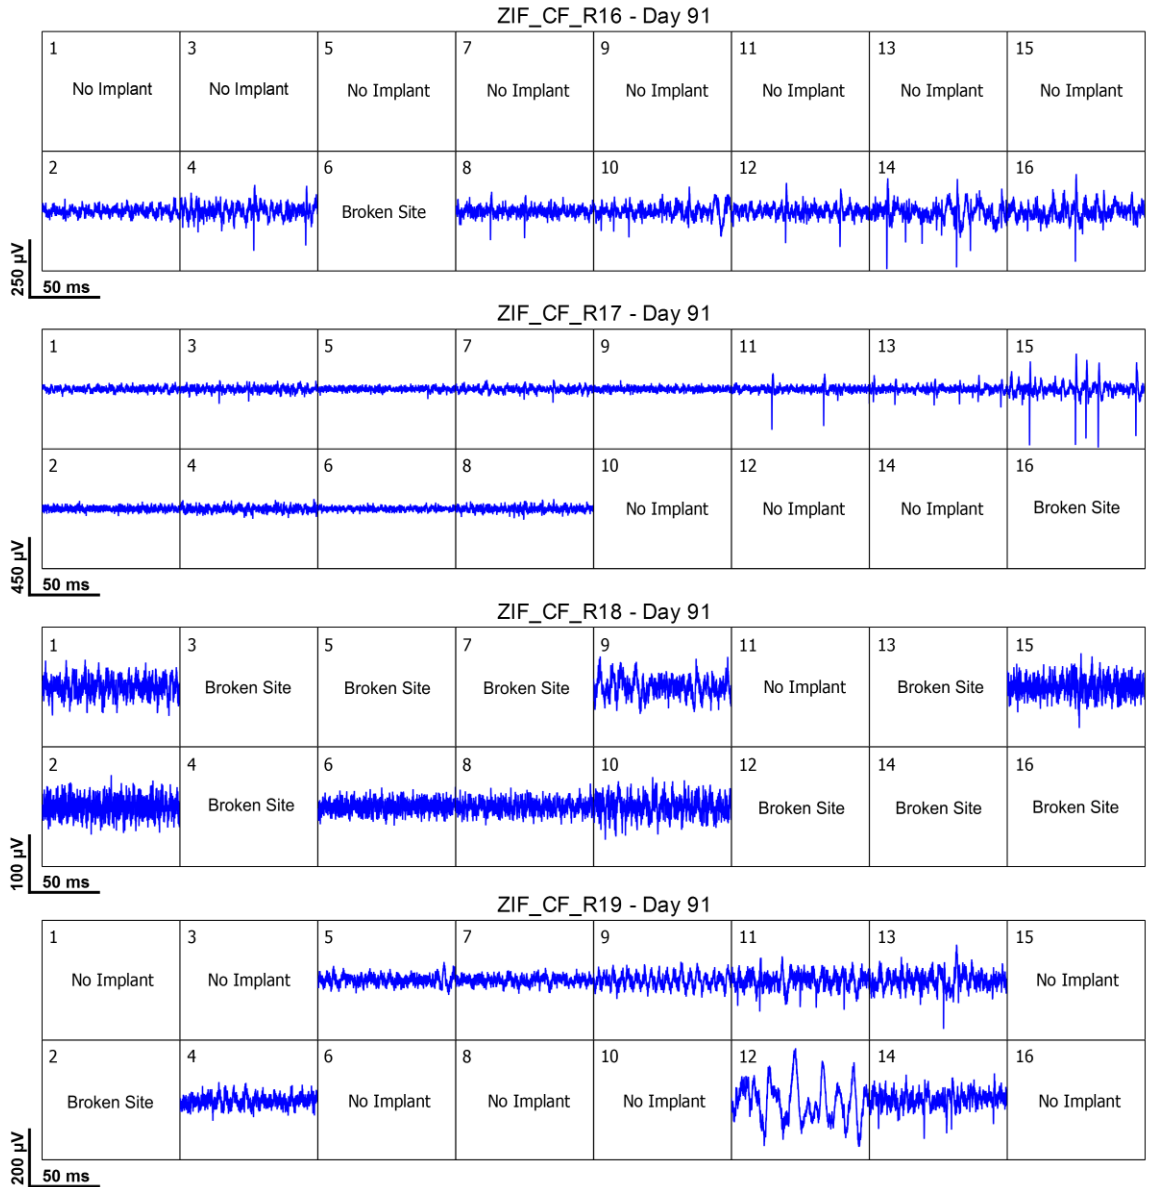 ZIF_CF_R16 - Day 91
1 3 5 7 9 11 13 15
No Implant No Implant No Implant No Implant No Implant No Implant No Implant No Implant
2 4 6 8 10 12 14 16
Broken Site
250 µV
50 ms
ZIF_CF_R17 - Day 91
1 3 5 7 9 11 13 15
2 4 6 8 10 12 14 16
No Implant No Implant No Implant Broken Site
450 µV
50 ms
ZIF_CF_R18 - Day 91
1 3 5 7 9 11 13 15
Broken Site Broken Site Broken Site No Implant Broken Site
2 4 6 8 10 12 14 16
Broken Site Broken Site Broken Site Broken Site
100 µV
50 ms
ZIF_CF_R19 - Day 91
1 3 5 7 9 11 13 15
No Implant No Implant No Implant
2 4 6 8 10 12 14 16
Broken Site No Implant No Implant No Implant No Implant
200 µV
50 ms